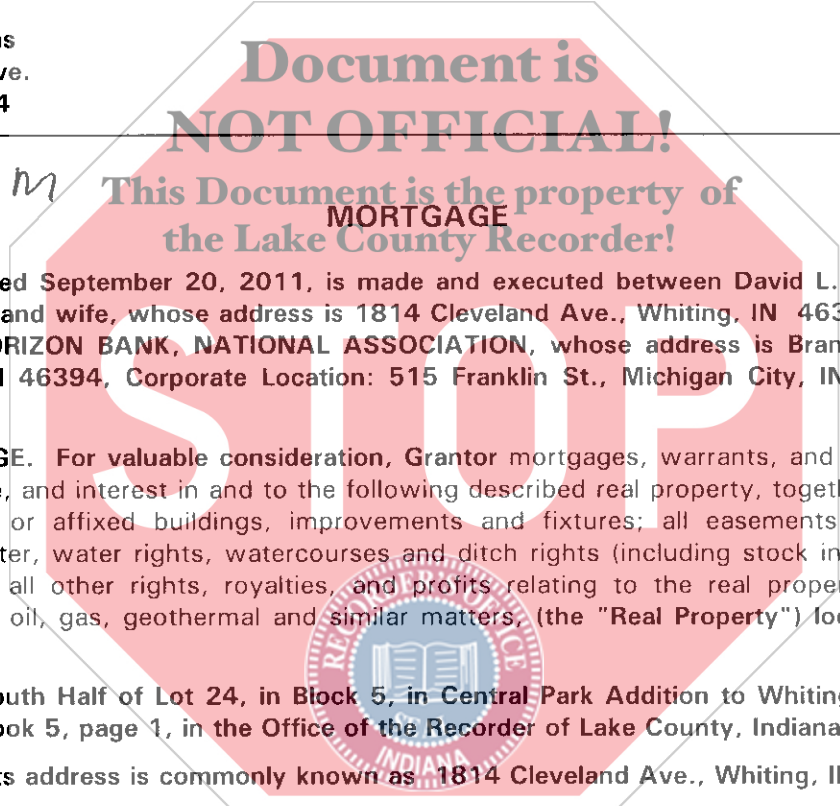 ve.
4
Document is
NOT OFFICIAL!
M
This Document is the property of
MORTGAGE
the Lake County Recorder!
ed September 20, 2011, is made and executed between David L.
and wife, whose address is 1814 Cleveland Ave., Whiting, IN 463
RIZON BANK, NATIONAL ASSOCIATION, whose address is Bran
46394, Corporate Location: 515 Franklin St., Michigan City, IN
GE. For valuable consideration, Grantor mortgages, warrants, and
, and interest in and to the following described real property, togeth
or affixed buildings, improvements and fixtures; all easements
ter, water rights, watercourses and ditch rights (including stock in
all other rights, royalties, and profits relating to the real proper
oil, gas, geothermal and similar matters, (the "Real Property") loc
STOP
RECORDER'S OFFICE
outh Half of Lot 24, in Block 5, in Central Park Addition to Whiting
ook 5, page 1, in the Office of the Recorder of Lake County, Indiana
SEAL
INDIANA
ts address is commonly known as 1814 Cleveland Ave., Whiting, I